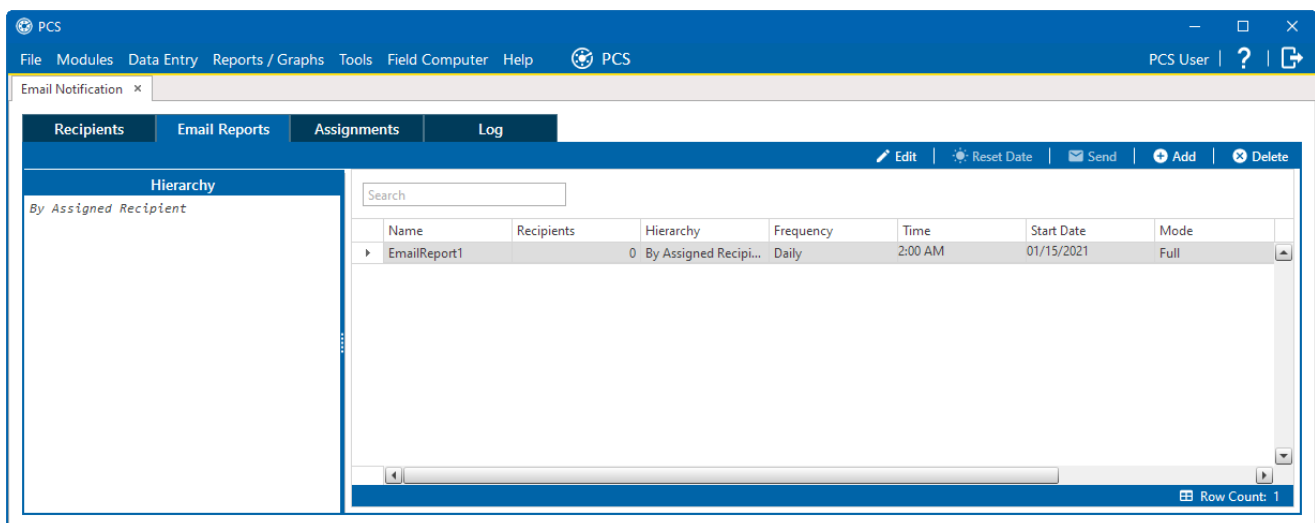 PCS
File Modules Data Entry Reports / Graphs Tools Field Computer Help PCS PCS User | ? |
Email Notification ×
Recipients Email Reports Assignments Log
Edit | Reset Date | Send | Add | Delete
Hierarchy
By Assigned Recipient
Search
Name Recipients Hierarchy Frequency Time Start Date Mode
EmailReport1 0 By Assigned Recipi... Daily 2:00 AM 01/15/2021 Full
Row Count: 1